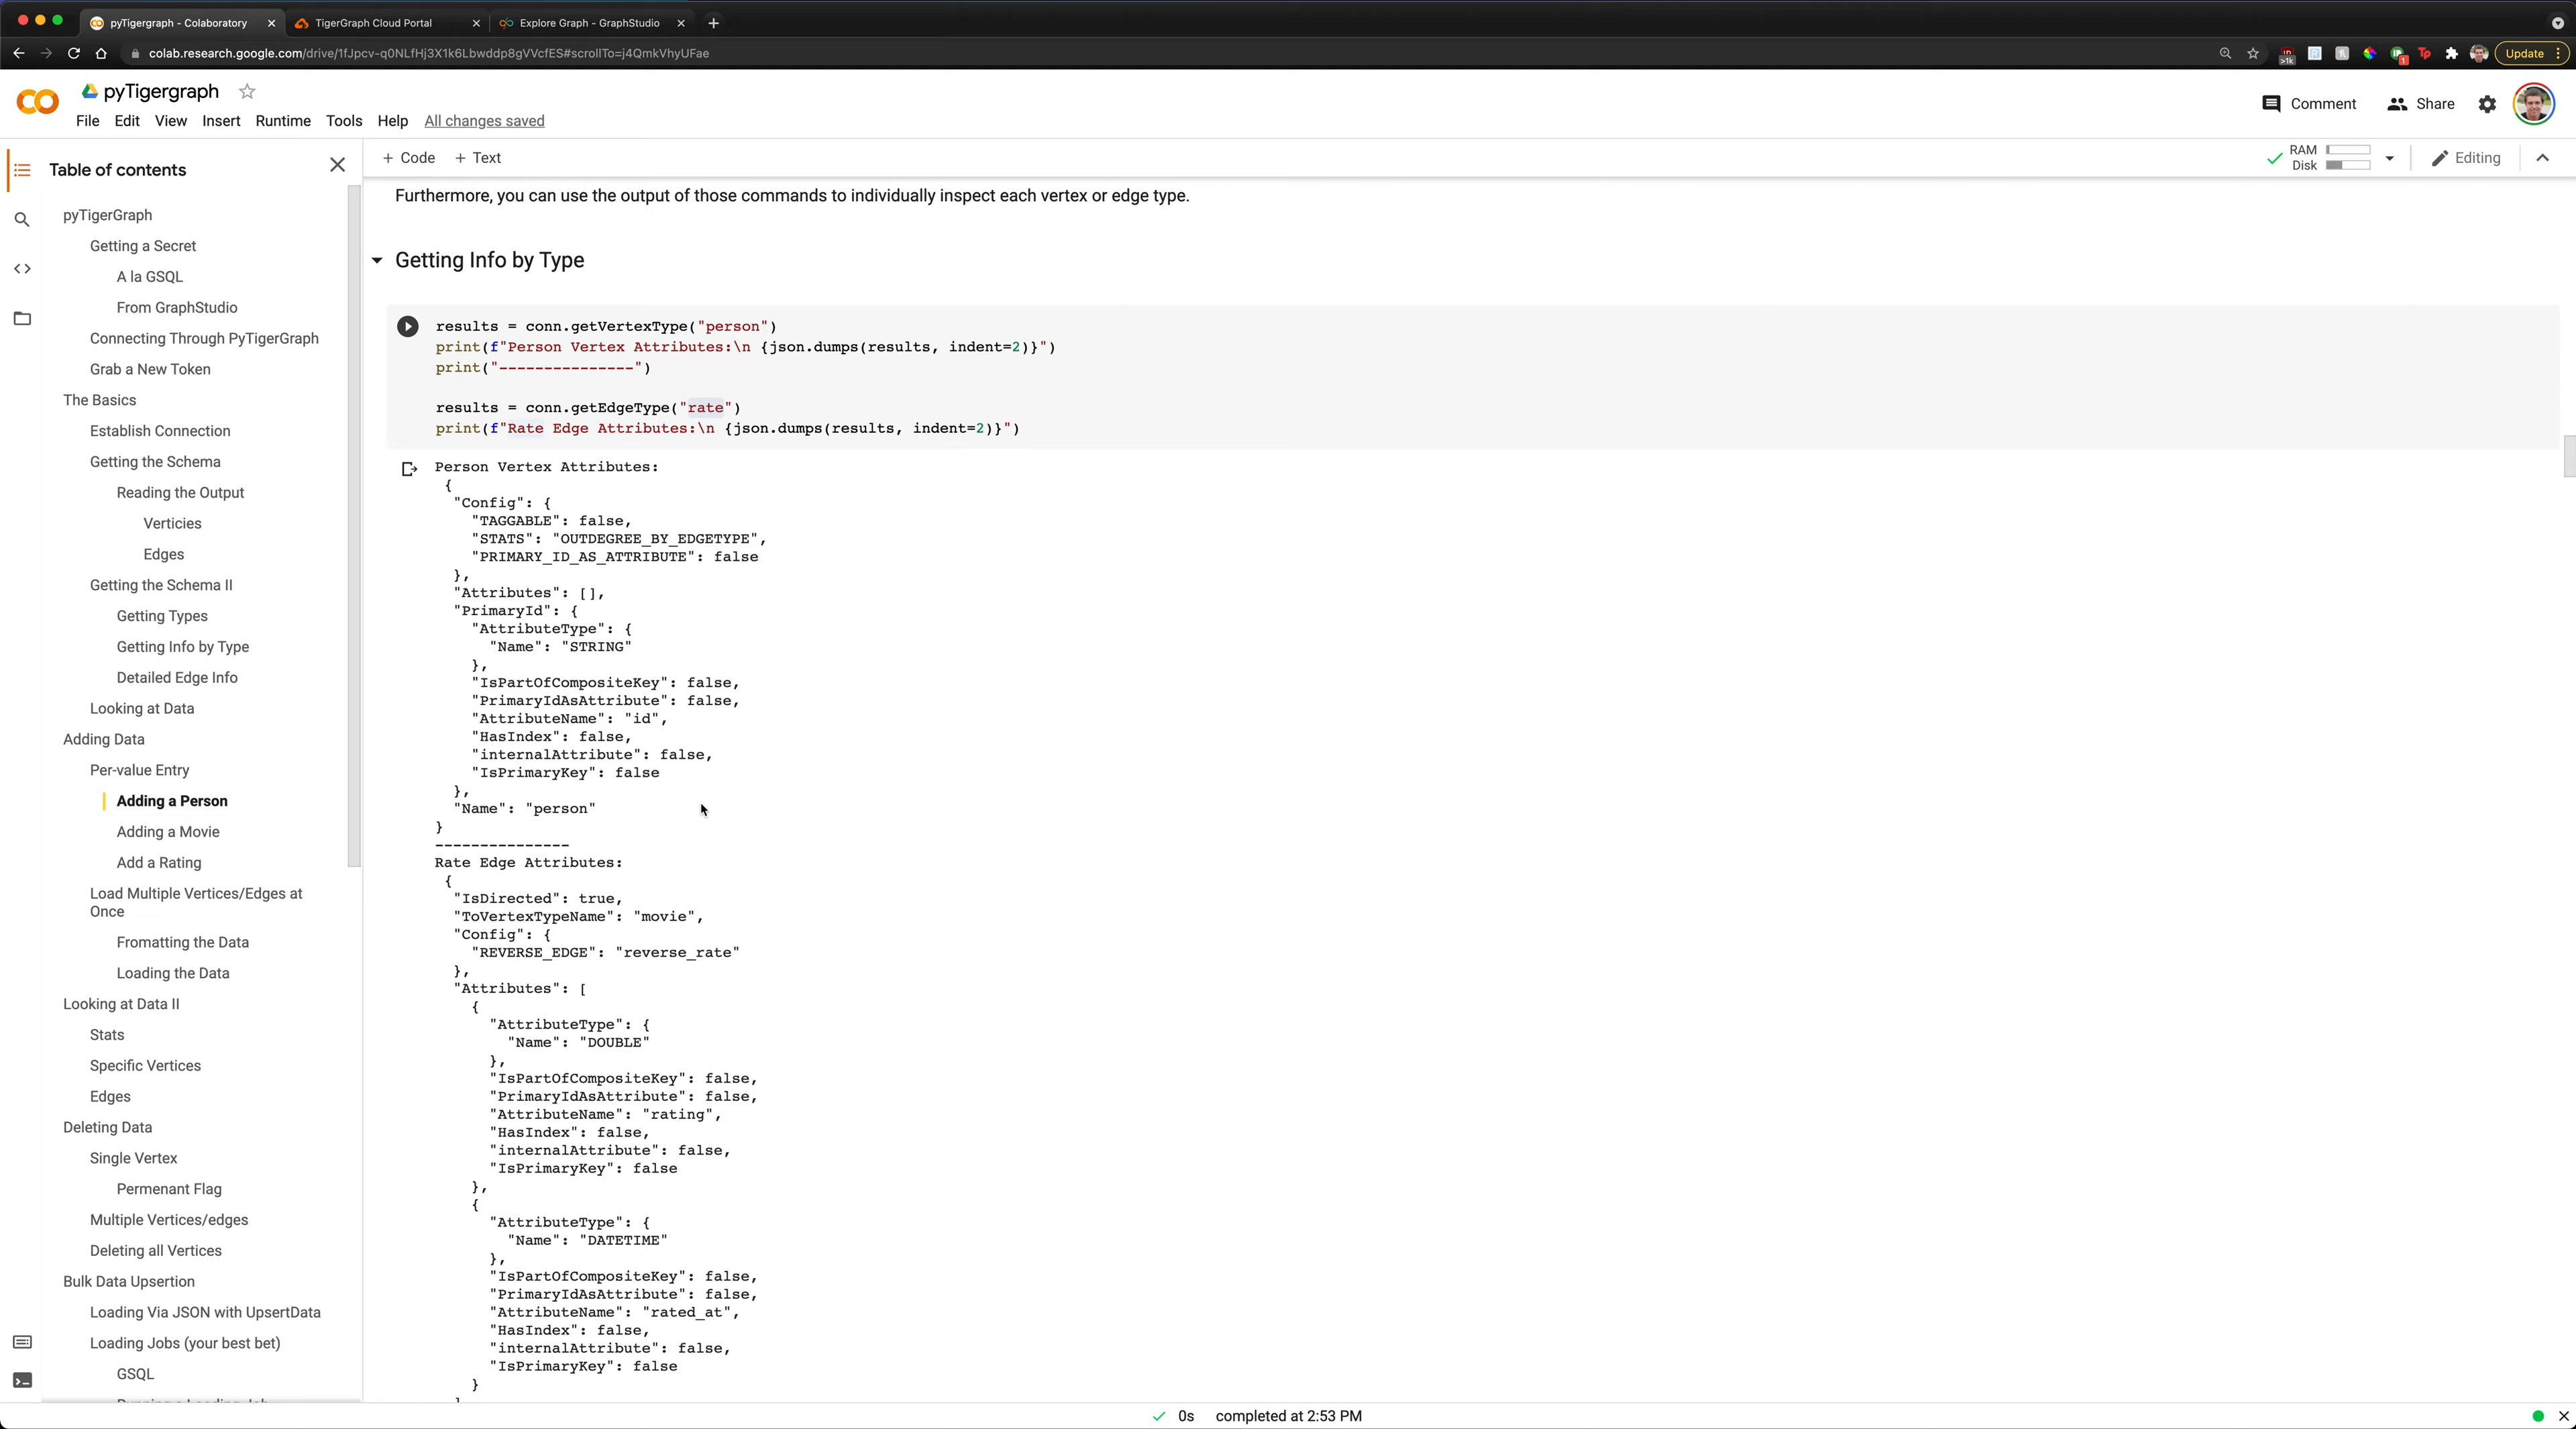 pyTigergraph - Colaboratory
TigerGraph Cloud Portal
Explore Graph - GraphStudio
colab.research.google.com/drive/1fJpcv-q0NLfHj3X1k6Lbwddp8gVVcfES#scrollTo=j4QmkVhyUFae
>1k
1
Update
pyTigergraph
File Edit View Insert Runtime Tools Help All changes saved
Comment
Share
Table of contents
+ Code + Text
RAM
Disk
Editing
pyTigerGraph
Getting a Secret
A la GSQL
From GraphStudio
Connecting Through PyTigerGraph
Grab a New Token
The Basics
Establish Connection
Getting the Schema
Reading the Output
Verticies
Edges
Getting the Schema II
Getting Types
Getting Info by Type
Detailed Edge Info
Looking at Data
Adding Data
Per-value Entry
Adding a Person
Adding a Movie
Add a Rating
Load Multiple Vertices/Edges at
Once
Fromatting the Data
Loading the Data
Looking at Data II
Stats
Specific Vertices
Edges
Deleting Data
Single Vertex
Permenant Flag
Multiple Vertices/edges
Deleting all Vertices
Bulk Data Upsertion
Loading Via JSON with UpsertData
Loading Jobs (your best bet)
GSQL
Running a Loading Job
Furthermore, you can use the output of those commands to individually inspect each vertex or edge type.
Getting Info by Type
results = conn.getVertexType("person")
print(f"Person Vertex Attributes:\n {json.dumps(results, indent=2)}")
print("---------------")
results = conn.getEdgeType("rate")
print(f"Rate Edge Attributes:\n {json.dumps(results, indent=2)}")
Person Vertex Attributes:
{
"Config": {
"TAGGABLE": false,
"STATS": "OUTDEGREE_BY_EDGETYPE",
"PRIMARY_ID_AS_ATTRIBUTE": false
},
"Attributes": [],
"PrimaryId": {
"AttributeType": {
"Name": "STRING"
},
"IsPartOfCompositeKey": false,
"PrimaryIdAsAttribute": false,
"AttributeName": "id",
"HasIndex": false,
"internalAttribute": false,
"IsPrimaryKey": false
},
"Name": "person"
}
---------------
Rate Edge Attributes:
{
"IsDirected": true,
"ToVertexTypeName": "movie",
"Config": {
"REVERSE_EDGE": "reverse_rate"
},
"Attributes": [
{
"AttributeType": {
"Name": "DOUBLE"
},
"IsPartOfCompositeKey": false,
"PrimaryIdAsAttribute": false,
"AttributeName": "rating",
"HasIndex": false,
"internalAttribute": false,
"IsPrimaryKey": false
},
{
"AttributeType": {
"Name": "DATETIME"
},
"IsPartOfCompositeKey": false,
"PrimaryIdAsAttribute": false,
"AttributeName": "rated_at",
"HasIndex": false,
"internalAttribute": false,
"IsPrimaryKey": false
}
]
0s completed at 2:53 PM